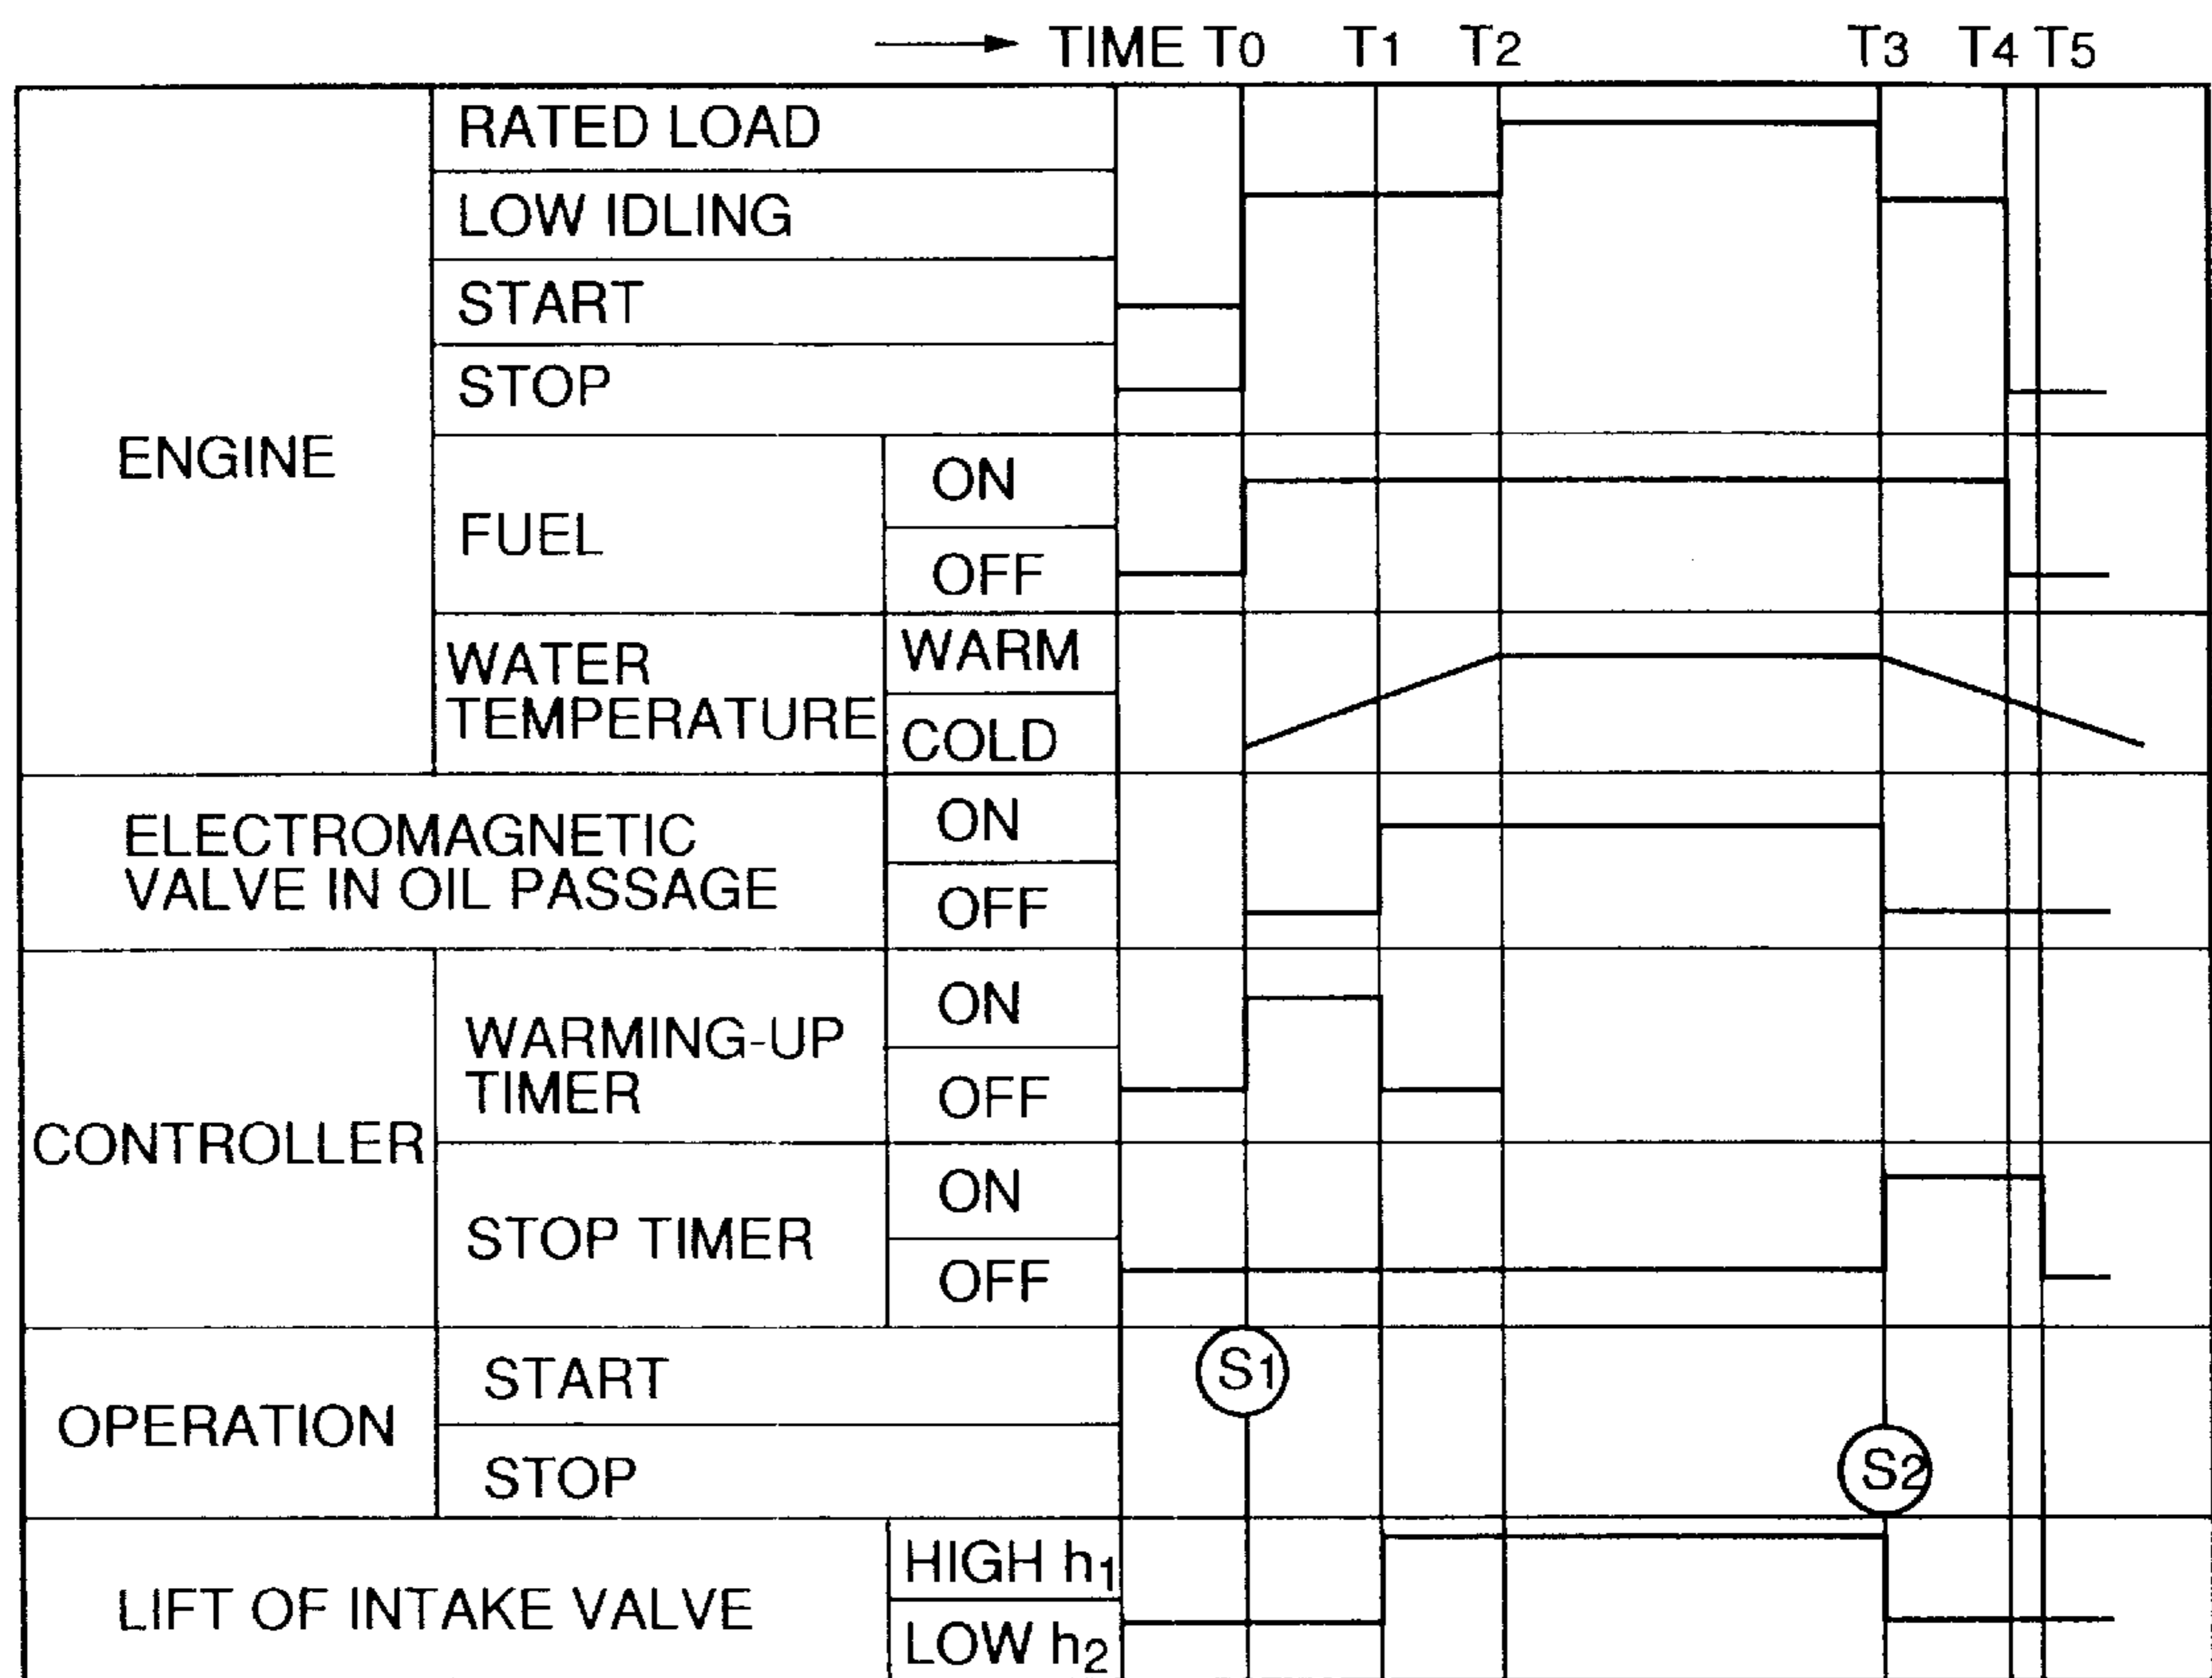 TIME T0 T1 T2 T3 T4 T5
ENGINE
RATED LOAD
LOW IDLING
START
STOP
FUEL
ON
OFF
WATER
TEMPERATURE
WARM
COLD
ELECTROMAGNETIC
VALVE IN OIL PASSAGE
ON
OFF
CONTROLLER
WARMING-UP
TIMER
ON
OFF
STOP TIMER
ON
OFF
OPERATION
START
S1
STOP
S2
LIFT OF INTAKE VALVE
HIGH h1
LOW h2